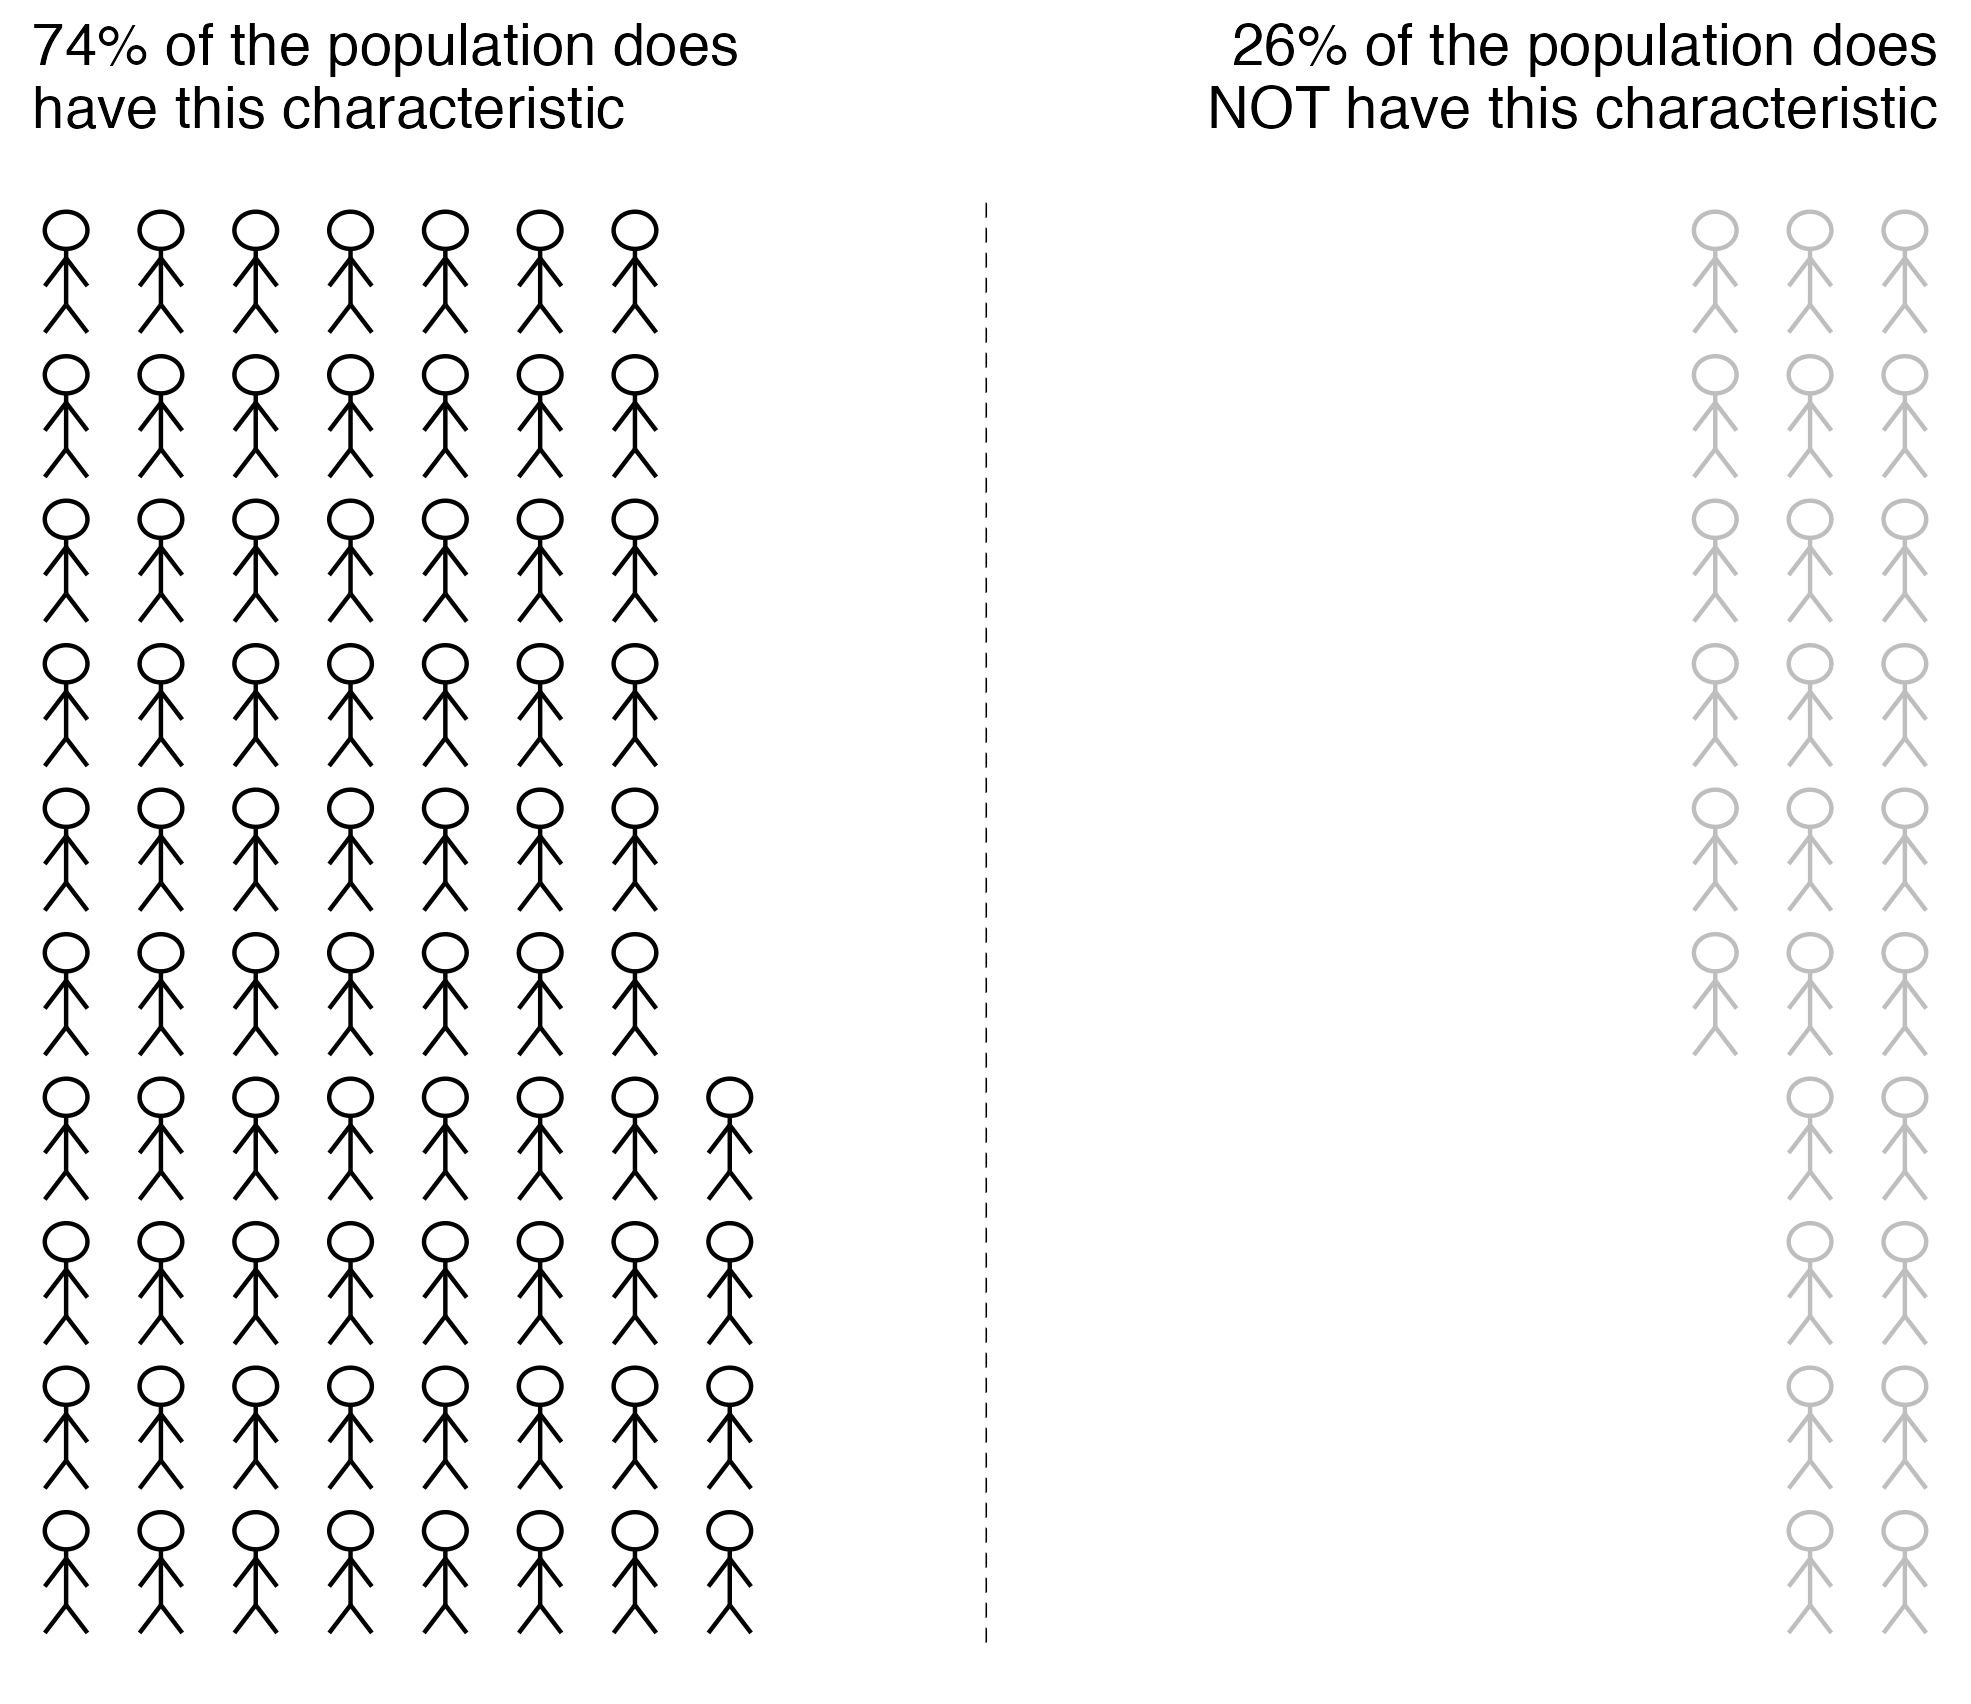 74% of the population does
have this characteristic
26% of the population does
NOT have this characteristic